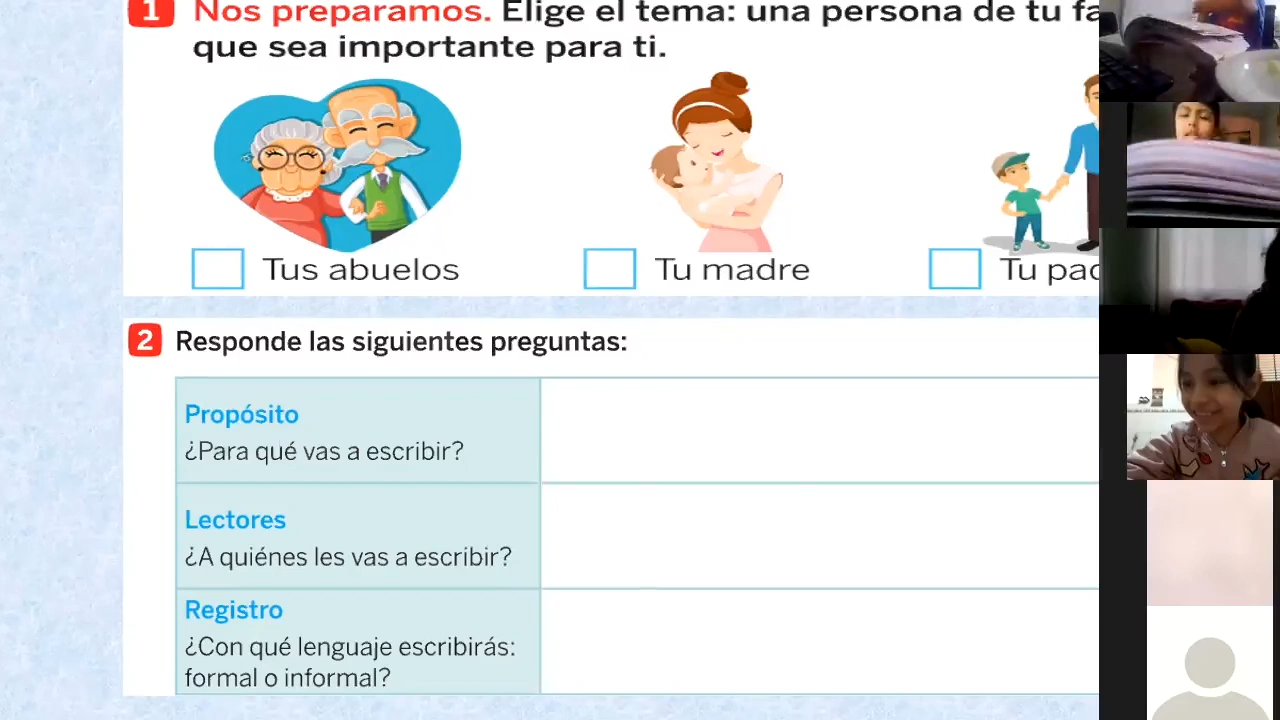 1 Nos preparamos. Elige el tema: una persona de tu fa
que sea importante para ti.
Tus abuelos
Tu madre
Tu pad
2 Responde las siguientes preguntas:
Propósito
¿Para qué vas a escribir?
Lectores
¿A quiénes les vas a escribir?
Registro
¿Con qué lenguaje escribirás:
formal o informal?